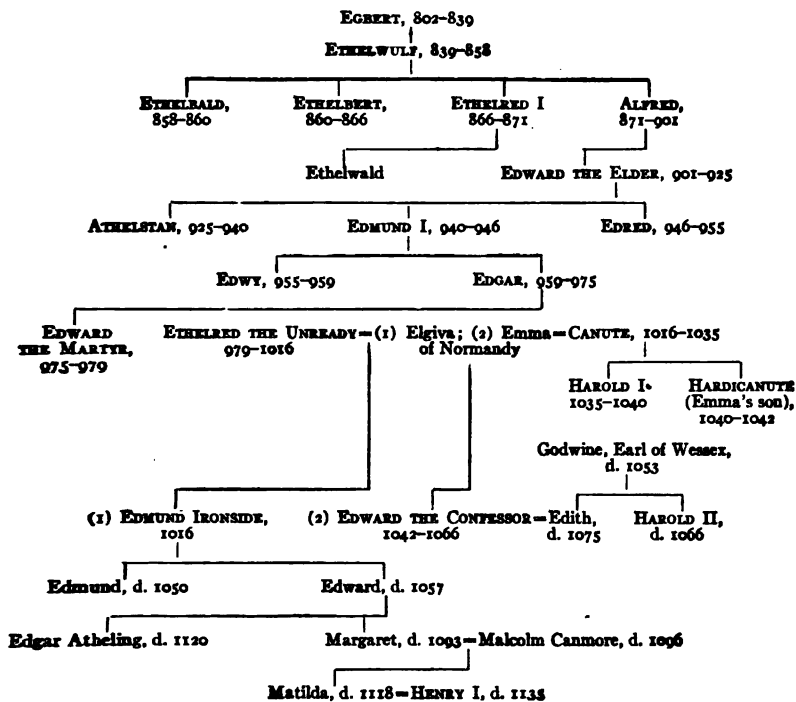 EGBERT, 802–839
ETHELWULF, 839–858
ETHELBALD, ETHELBERT, ETHELRED I ALFRED,
858–860 860–866 866–871 871–901
Ethelwald EDWARD THE ELDER, 901–925
ATHELSTAN, 925–940 EDMUND I, 940–946 EDRED, 946–955
EDWY, 955–959 EDGAR, 959–975
EDWARD ETHELRED THE UNREADY=(1) Elgiva; (2) Emma=CANUTE, 1016–1035
THE MARTYR, 979–1016 of Normandy
975–979
HAROLD I. HARDICANUTE
1035–1040 (Emma's son),
1040–1042
Godwine, Earl of Wessex,
d. 1053
(1) EDMUND IRONSIDE, (2) EDWARD THE CONFESSOR=Edith, HAROLD II,
1016 1042–1066 d. 1075 d. 1066
Edmund, d. 1050 Edward, d. 1057
Edgar Atheling, d. 1120 Margaret, d. 1093=Malcolm Canmore, d. 1096
Matilda, d. 1118=HENRY I, d. 1135